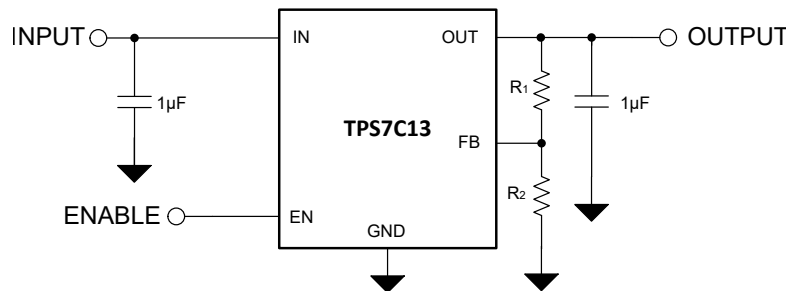 INPUT
IN
OUT
OUTPUT
1µF
R1
1µF
TPS7C13
FB
ENABLE
EN
R2
GND